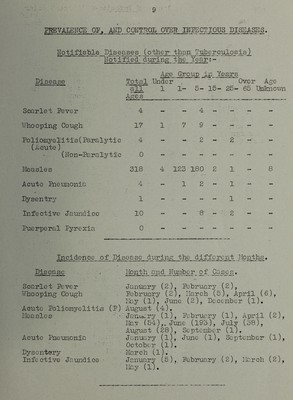 9
PREVALENCE OF, AND CONTROL OVER INFECTIOUS DISEASES.
Notifiable Diseases (other than Tuberculosis)
Notified during the Year:-
Age Group in Years
Disease Total Under Over Age
all 1 1- 5- 15- 25- 65 Unknown
Ages
Scarlet Fever 4 - - 4 - - - -
Whooping Cough 17 1 7 9 - - - -
Poliomyelitis(Paralytic 4 - - 2 - 2 - -
(Acute)
(Non-Paralytic 0 - - - - - - -
Measles 318 4 123 180 2 1 - 8
Acute Pneumonia 4 - 1 2 - 1 - -
Dysentry 1 - - - - 1 - -
Infective Jaundice 10 - - 8 - 2 - -
Puerperal Pyrexia 0 - - - - - - -
Incidence of Disease during the different Months.
Disease Month and Number of Cases.
Scarlet Fever January (2), February (2).
Whooping Cough February (2), March (5), April (6),
May (1), June (2), December (1).
Acute Poliomyelitis (P) August (4).
Measles January (1), February (1), April (2),
May (54), June (193), July (38),
August (28), September (1).
Acute Pneumonia January (1), June (1), September (1),
October (1).
Dysentery March (1).
Infective Jaundice January (5), February (2), March (2),
May (1).